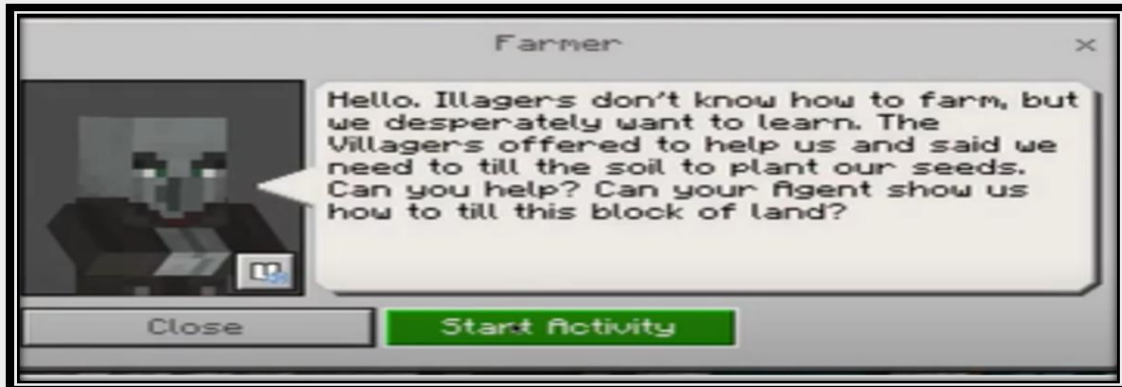 Farmer
Hello. Illagers don't know how to farm, but
we desperately want to learn. The
Villagers offered to help us and said we
need to till the soil to plant our seeds.
Can you help? Can your Agent show us
how to till this block of land?
Close
Start Activity